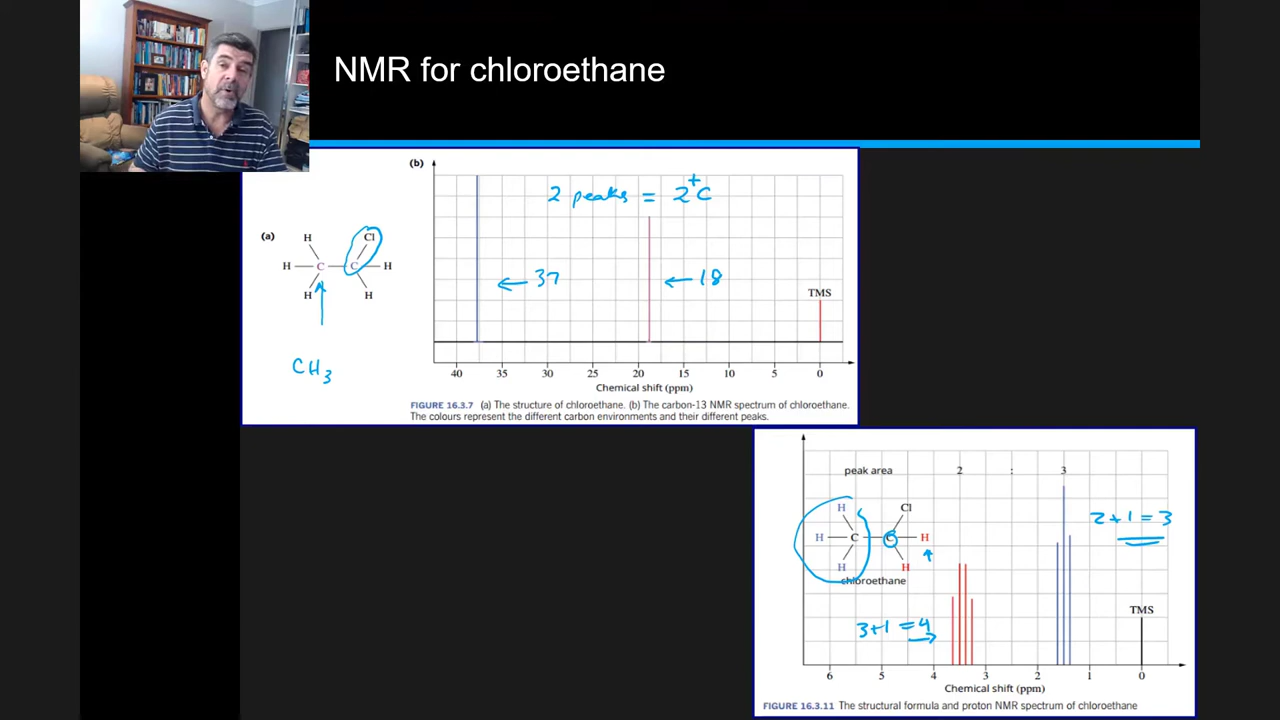 NMR for chloroethane
(b)
2 peaks = 2 + C
(a)
H Cl
H C C H
H H
CH3
← 37
← 18
TMS
40 35 30 25 20 15 10 5 0
Chemical shift (ppm)
FIGURE 16.3.7 (a) The structure of chloroethane. (b) The carbon-13 NMR spectrum of chloroethane.
The colours represent the different carbon environments and their different peaks.
peak area 2 : 3
H Cl
H C C H
H H
chloroethane
2+1=3
3+1=4
TMS
6 5 4 3 2 1 0
Chemical shift (ppm)
FIGURE 16.3.11 The structural formula and proton NMR spectrum of chloroethane